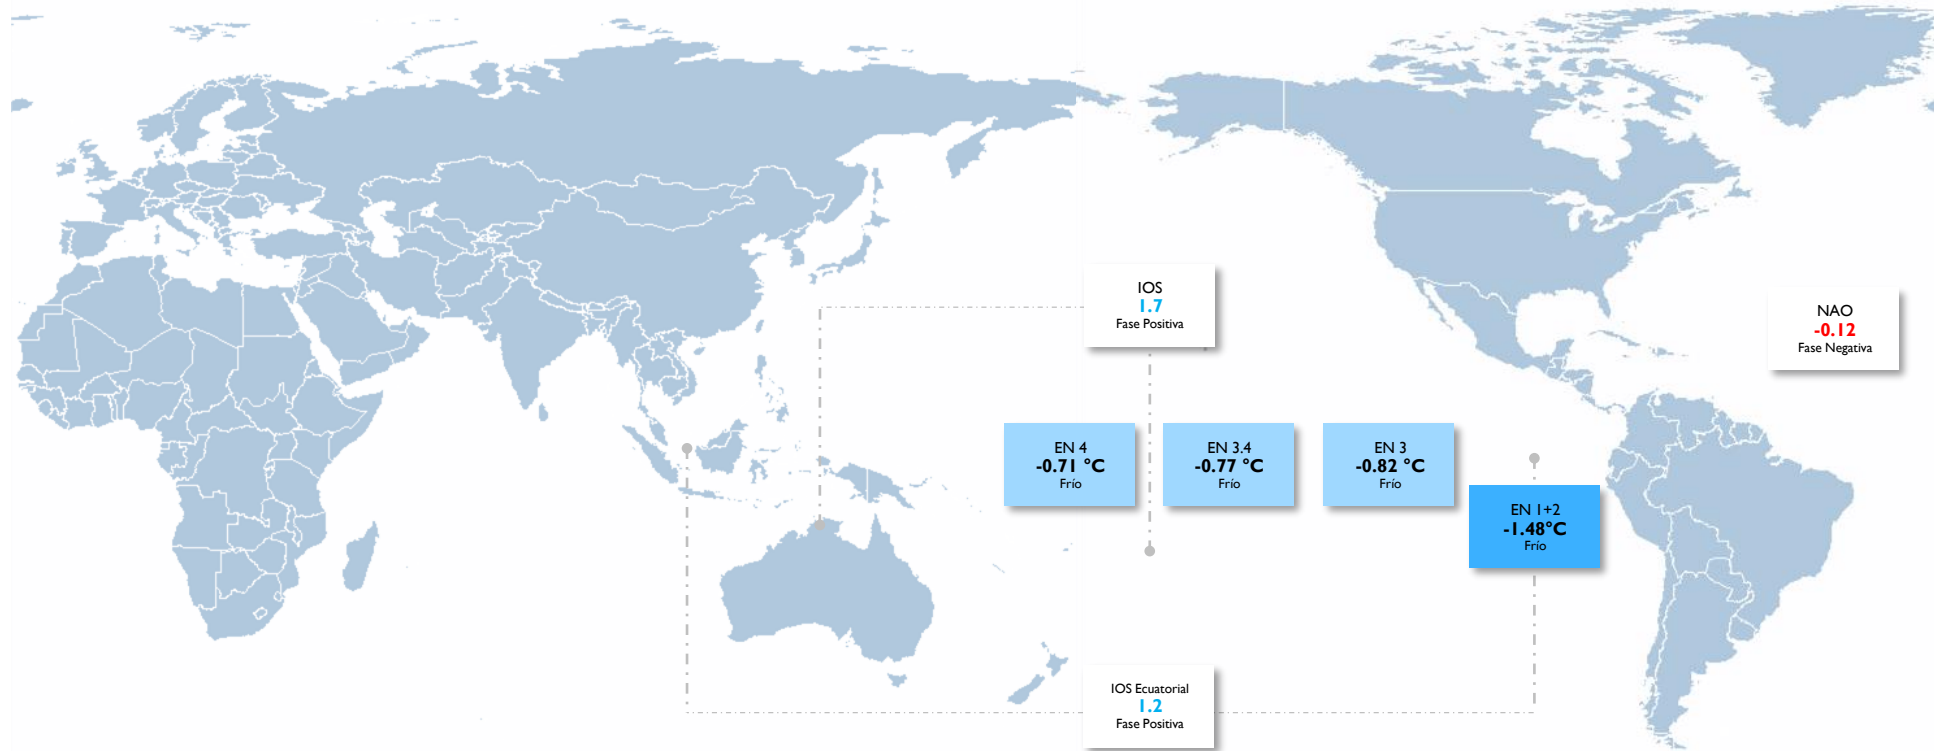 IOS
1.7
Fase Positiva
NAO
-0.12
Fase Negativa
EN 4
-0.71 °C
Frío
EN 3.4
-0.77 °C
Frío
EN 3
-0.82 °C
Frío
EN 1+2
-1.48°C
Frío
IOS Ecuatorial
1.2
Fase Positiva